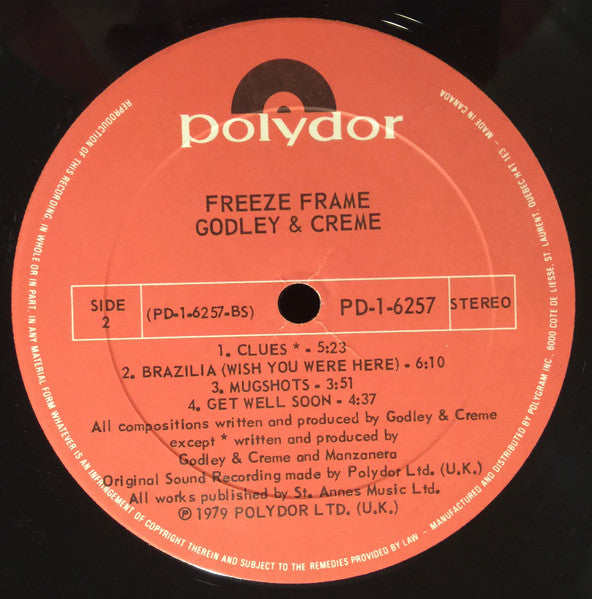 polydor
FREEZE FRAME
GODLEY & CREME
SIDE
2
(PD-1-6257-BS)
PD-1-6257
STEREO
1. CLUES * - 5:23
2. BRAZILIA (WISH YOU WERE HERE) - 6:10
3. MUGSHOTS - 3:51
4. GET WELL SOON - 4:37
All compositions written and produced by Godley & Creme
except * written and produced by
Godley & Creme and Manzanera
Original Sound Recording made by Polydor Ltd. (U.K.)
All works published by St. Annes Music Ltd.
℗ 1979 POLYDOR LTD. (U.K.)
REPRODUCTION OF THIS RECORDING, IN WHOLE OR IN PART, IN ANY MATERIAL FORM WHATEVER IS AN INFRINGEMENT OF COPYRIGHT THEREIN AND SUBJECT TO THE REMEDIES PROVIDED BY LAW – MANUFACTURED AND DISTRIBUTED BY POLYGRAM INC. 6000 COTE DE LIESSE, ST. LAURENT, QUEBEC H4T 1E3 – MADE IN CANADA